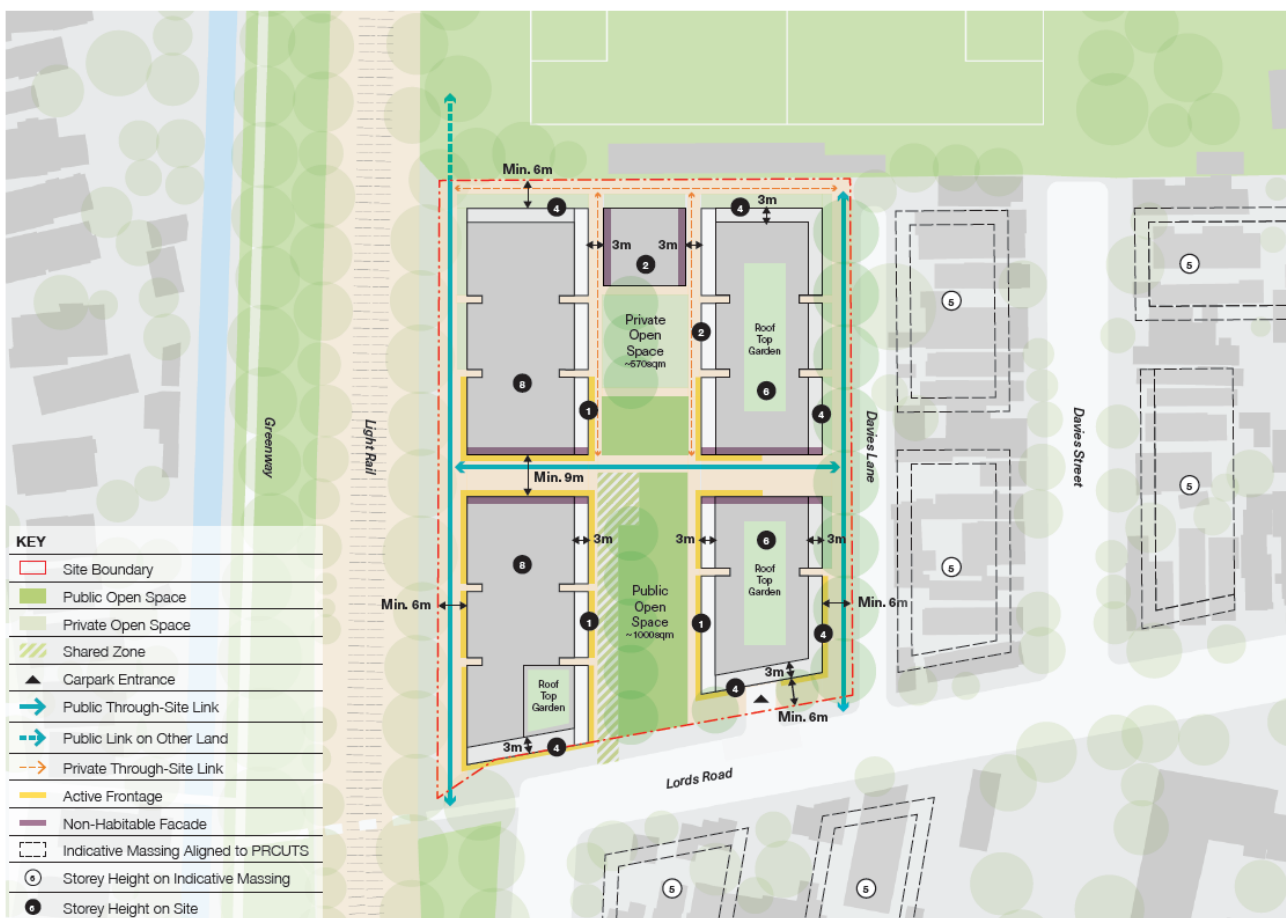 Min. 6m
4
4
3m
3m
3m
2
5
5
Private
Open
Space
~570sqm
2
Roof
Top
Garden
8
6
1
4
Greenway
Light Rail
Davies Lane
Davies Street
Min. 9m
5
5
3m
3m
3m
8
6
Roof
Top
Garden
Min. 6m
Public
Open
Space
~1000sqm
1
1
4
Min. 6m
3m
4
Roof
Top
Garden
Min. 6m
3m
4
Lords Road
5
5
KEY
Site Boundary
Public Open Space
Private Open Space
Shared Zone
Carpark Entrance
Public Through-Site Link
Public Link on Other Land
Private Through-Site Link
Active Frontage
Non-Habitable Facade
Indicative Massing Aligned to PRCUTS
6 Storey Height on Indicative Massing
6 Storey Height on Site